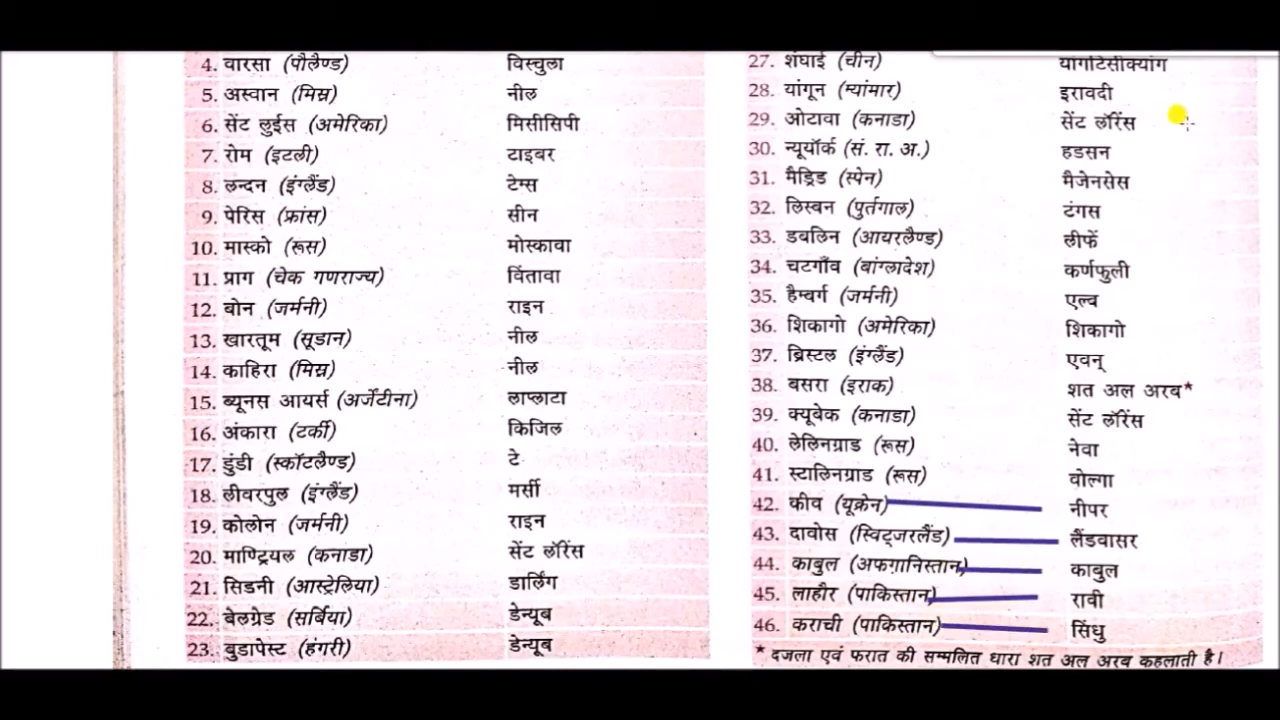 4. वारसा (पौलैण्ड) विस्चुला
5. अस्वान (मिस्र) नील
6. सेंट लुईस (अमेरिका) मिसीसिपी
7. रोम (इटली) टाइबर
8. लन्दन (इंग्लैंड) टेम्स
9. पेरिस (फ्रांस) सीन
10. मास्को (रूस) मोस्कावा
11. प्राग (चेक गणराज्य) विंतावा
12. बोन (जर्मनी) राइन
13. खारतूम (सूडान) नील
14. काहिरा (मिस्र) नील
15. ब्यूनस आयर्स (अर्जेंटीना) लाप्लाटा
16. अंकारा (टर्की) किजिल
17. डुंडी (स्कॉटलैण्ड) टे
18. लीवरपुल (इंग्लैंड) मर्सी
19. कोलोन (जर्मनी) राइन
20. माण्ट्रियल (कनाडा) सेंट लॉरेंस
21. सिडनी (आस्ट्रेलिया) डार्लिंग
22. बेलग्रेड (सर्बिया) डेन्यूब
23. बुडापेस्ट (हंगरी) डेन्यूब
27. शंघाई (चीन) यांगटिसीक्यांग
28. यांगून (म्यांमार) इरावदी
29. ओटावा (कनाडा) सेंट लॉरेंस
30. न्यूयॉर्क (सं. रा. अ.) हडसन
31. मैड्रिड (स्पेन) मैजेनसेस
32. लिस्बन (पुर्तगाल) टंगस
33. डबलिन (आयरलैण्ड) लीफें
34. चटगाँव (बांग्लादेश) कर्णफुली
35. हैम्बर्ग (जर्मनी) एल्ब
36. शिकागो (अमेरिका) शिकागो
37. ब्रिस्टल (इंग्लैंड) एवन्
38. बसरा (इराक) शत अल अरब*
39. क्यूबेक (कनाडा) सेंट लॉरेंस
40. लेलिनग्राड (रूस) नेवा
41. स्टालिनग्राड (रूस) वोल्गा
42. कीव (यूक्रेन) नीपर
43. दावोस (स्विट्जरलैंड) लैंडवासर
44. काबुल (अफग़ानिस्तान) काबुल
45. लाहौर (पाकिस्तान) रावी
46. कराची (पाकिस्तान) सिंधु
* दजला एवं फरात की सम्मलित धारा शत अल अरब कहलाती है।